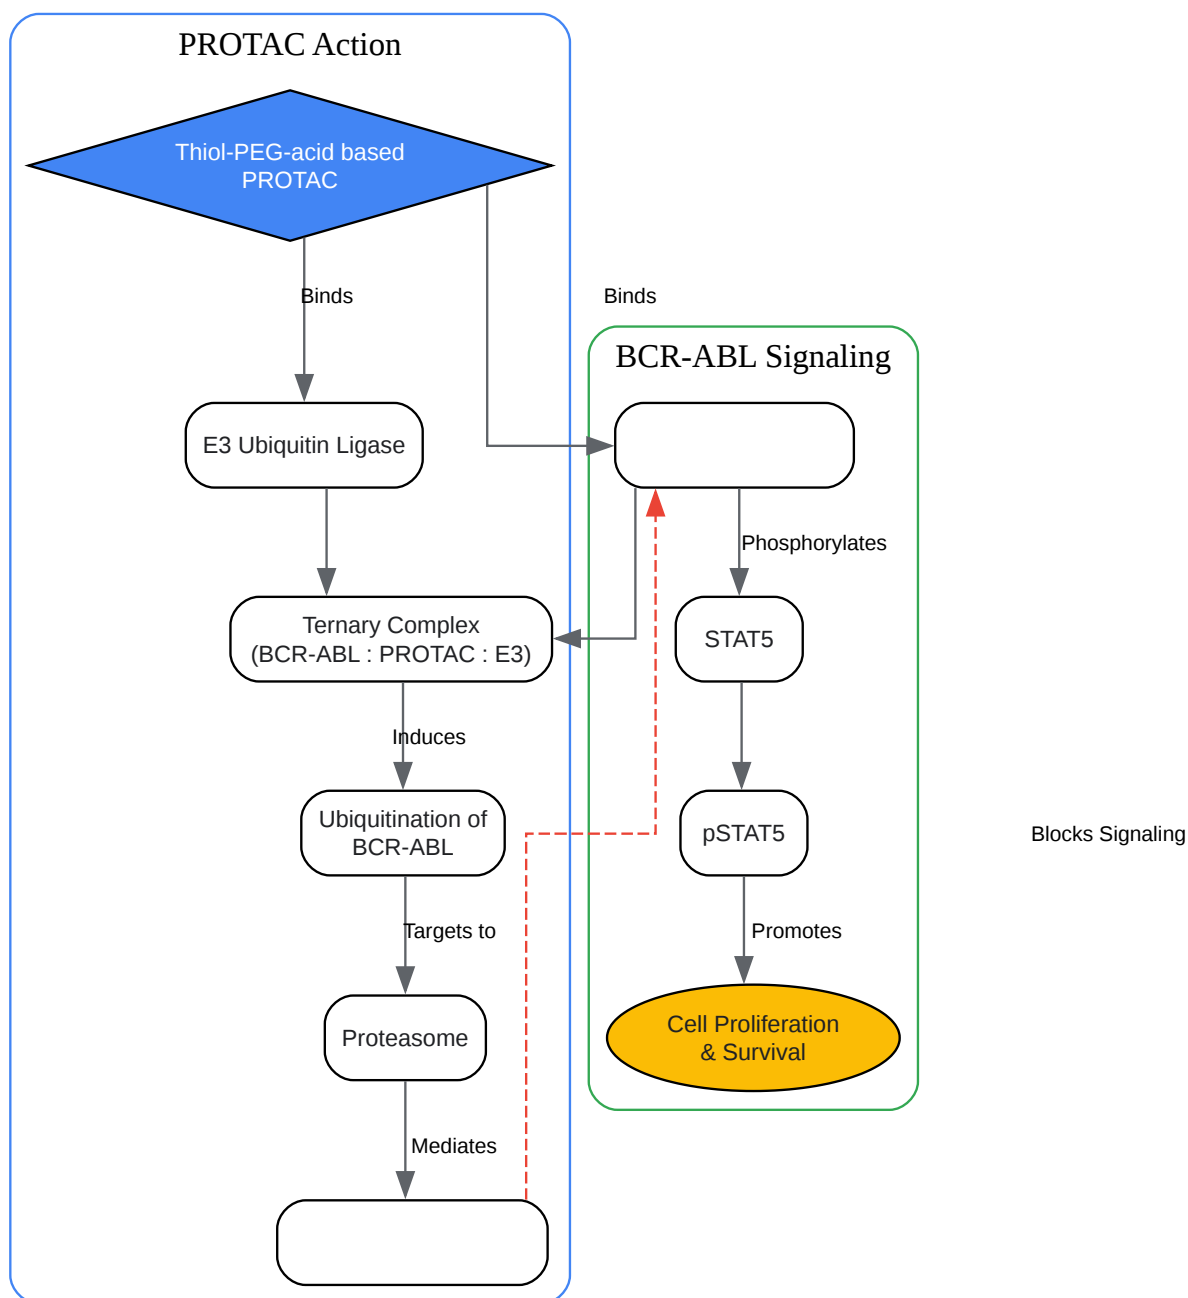 PROTAC Action
Thiol-PEG-acid based
PROTAC
Binds
Binds
BCR-ABL Signaling
E3 Ubiquitin Ligase
Phosphorylates
Ternary Complex
(BCR-ABL : PROTAC : E3)
STAT5
Induces
Ubiquitination of
BCR-ABL
pSTAT5
Blocks Signaling
Targets to
Promotes
Proteasome
Cell Proliferation
& Survival
Mediates